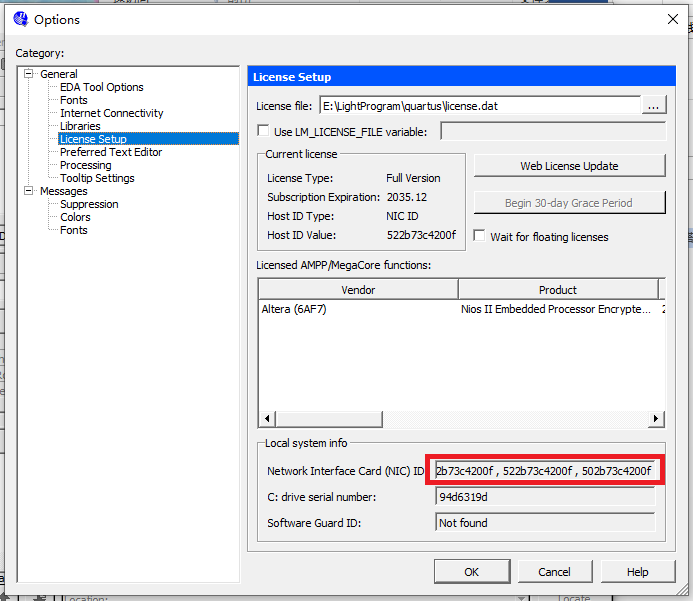 Options
Category:
General
EDA Tool Options
Fonts
Internet Connectivity
Libraries
License Setup
Preferred Text Editor
Processing
Tooltip Settings
Messages
Suppression
Colors
Fonts
License Setup
License file: E:\LightProgram\quartus\license.dat ...
Use LM_LICENSE_FILE variable:
Current license
License Type: Full Version
Subscription Expiration: 2035.12
Host ID Type: NIC ID
Host ID Value: 522b73c4200f
Web License Update
Begin 30-day Grace Period
Wait for floating licenses
Licensed AMPP/MegaCore functions:
Vendor Product
Altera (6AF7) Nios II Embedded Processor Encrypte... 2
Local system info
Network Interface Card (NIC) ID 2b73c4200f , 522b73c4200f , 502b73c4200f
C: drive serial number: 94d6319d
Software Guard ID: Not found
OK Cancel Help
Location: Locate